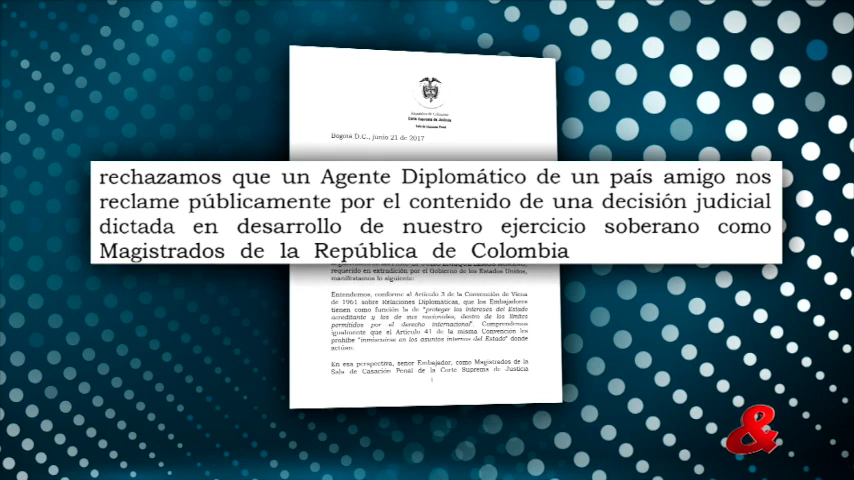 República de Colombia
Corte Suprema de Justicia
Sala de Casación Penal
Bogotá D.C., junio 21 de 2017
rechazamos que un Agente Diplomático de un país amigo nos
reclame públicamente por el contenido de una decisión judicial
dictada en desarrollo de nuestro ejercicio soberano como
Magistrados de la República de Colombia
requerido en extradición por el Gobierno de los Estados Unidos,
manifestamos lo siguiente:
Entendemos, conforme al Artículo 3 de la Convención de Viena
de 1961 sobre Relaciones Diplomáticas, que los Embajadores
tienen como función la de "proteger los intereses del Estado
acreditante y los de sus nacionales, dentro de los límites
permitidos por el derecho internacional". Comprendemos
igualmente que el Artículo 41 de la misma Convención les
prohíbe "inmiscuirse en los asuntos internos del Estado" donde
actúan.
En esa perspectiva, señor Embajador, como Magistrados de la
Sala de Casación Penal de la Corte Suprema de Justicia
1
&